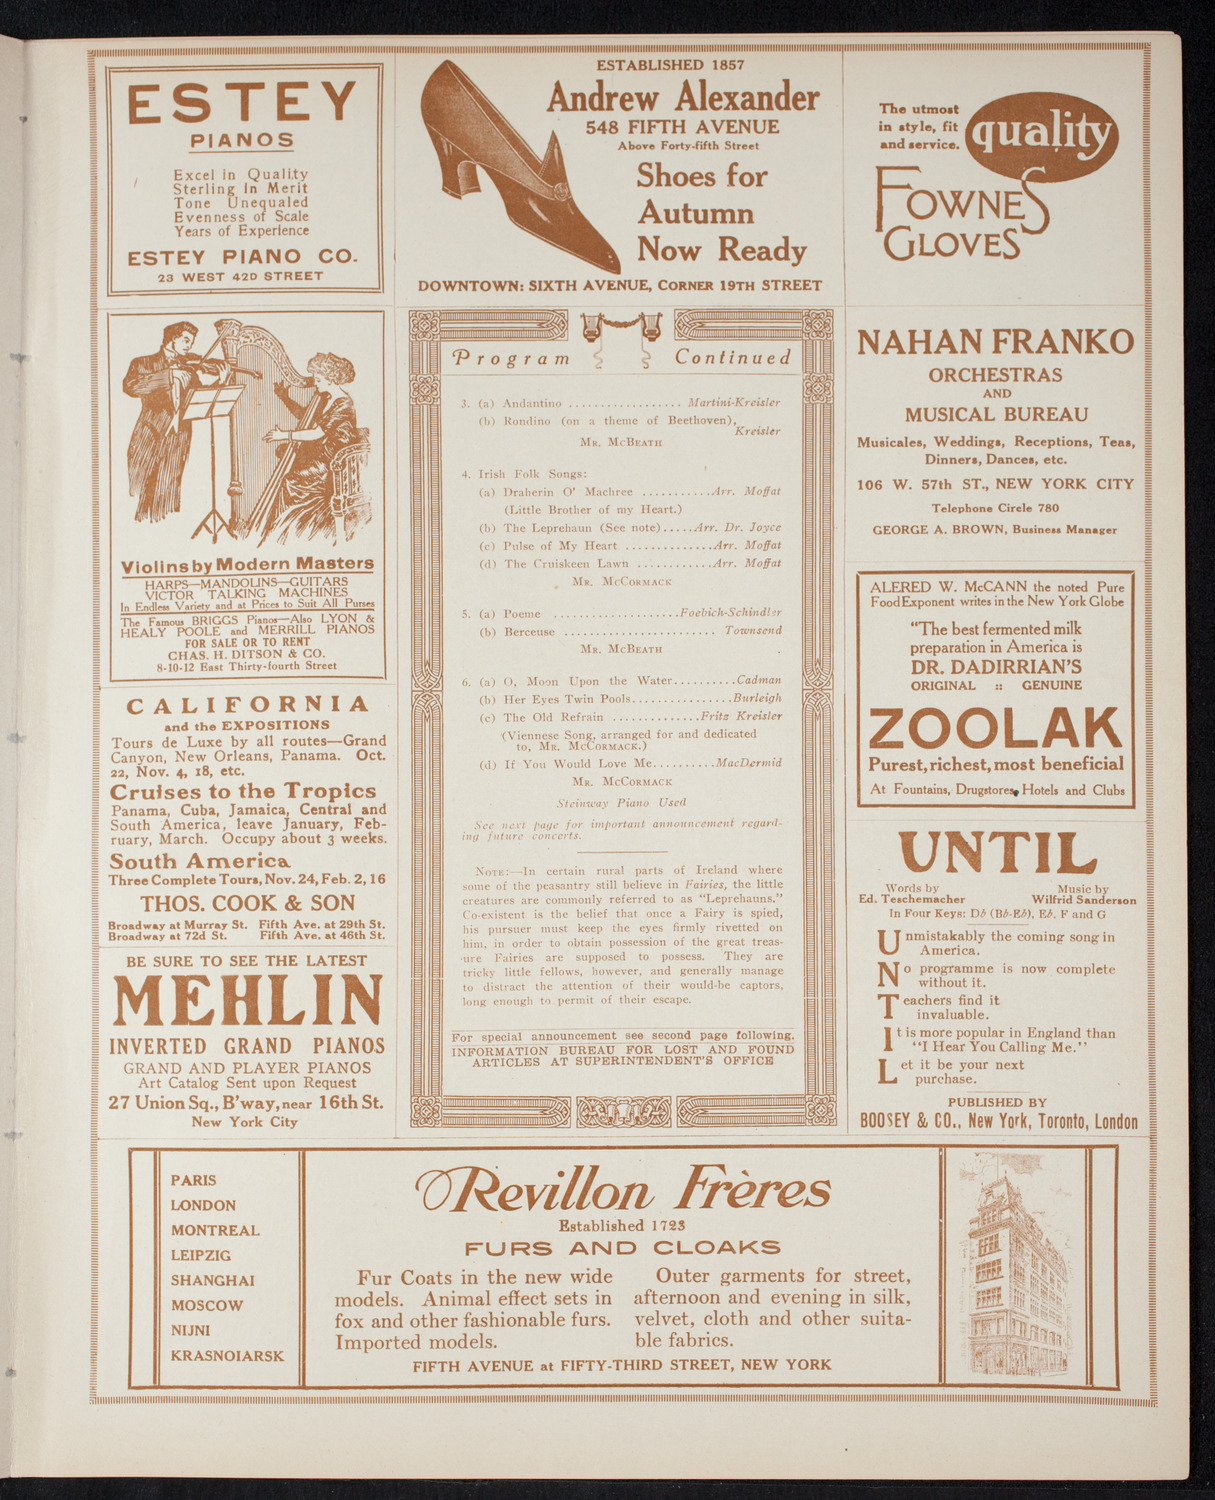 ESTEY
PIANOS
Excel in Quality
Sterling in Merit
Tone Unequaled
Evenness of Scale
Years of Experience
ESTEY PIANO CO.
23 WEST 42D STREET
ESTABLISHED 1857
Andrew Alexander
548 FIFTH AVENUE
Above Forty-fifth Street
Shoes for
Autumn
Now Ready
DOWNTOWN: SIXTH AVENUE, CORNER 19TH STREET
The utmost
in style, fit
and service.
quality
FOWNES
GLOVES
Violins by Modern Masters
HARPS—MANDOLINS—GUITARS
VICTOR TALKING MACHINES
In Endless Variety and at Prices to Suit All Purses
The Famous BRIGGS Pianos—Also LYON &
HEALY POOLE and MERRILL PIANOS
FOR SALE OR TO RENT
CHAS. H. DITSON & CO.
8-10-12 East Thirty-fourth Street
CALIFORNIA
and the EXPOSITIONS
Tours de Luxe by all routes—Grand
Canyon, New Orleans, Panama. Oct.
22, Nov. 4, 18, etc.
Cruises to the Tropics
Panama, Cuba, Jamaica, Central and
South America, leave January, Feb-
ruary, March. Occupy about 3 weeks.
South America
Three Complete Tours, Nov. 24, Feb. 2, 16
THOS. COOK & SON
Broadway at Murray St. Fifth Ave. at 29th St.
Broadway at 72d St. Fifth Ave. at 46th St.
BE SURE TO SEE THE LATEST
MEHLIN
INVERTED GRAND PIANOS
GRAND AND PLAYER PIANOS
Art Catalog Sent upon Request
27 Union Sq., B'way, near 16th St.
New York City
Program Continued
3. (a) Andantino .................. Martini-Kreisler
(b) Rondino (on a theme of Beethoven),
Kreisler
MR. MCBEATH
4. Irish Folk Songs:
(a) Draherin O' Machree ...........Arr. Moffat
(Little Brother of my Heart.)
(b) The Leprehaun (See note).....Arr. Dr. Joyce
(c) Pulse of My Heart ..............Arr. Moffat
(d) The Cruiskeen Lawn ............Arr. Moffat
MR. MCCORMACK
5. (a) Poeme ....................Foebich-Schindler
(b) Berceuse ........................ Townsend
MR. MCBEATH
6. (a) O, Moon Upon the Water..........Cadman
(b) Her Eyes Twin Pools...............Burleigh
(c) The Old Refrain ..............Fritz Kreisler
(Viennese Song, arranged for and dedicated
to, MR. MCCORMACK.)
(d) If You Would Love Me..........MacDermid
MR. MCCORMACK
Steinway Piano Used
See next page for important announcement regard-
ing future concerts.
NOTE:—In certain rural parts of Ireland where
some of the peasantry still believe in Fairies, the little
creatures are commonly referred to as "Leprehauns."
Co-existent is the belief that once a Fairy is spied,
his pursuer must keep the eyes firmly rivetted on
him, in order to obtain possession of the great treas-
ure Fairies are supposed to possess. They are
tricky little fellows, however, and generally manage
to distract the attention of their would-be captors,
long enough to permit of their escape.
For special announcement see second page following.
INFORMATION BUREAU FOR LOST AND FOUND
ARTICLES AT SUPERINTENDENT'S OFFICE
NAHAN FRANKO
ORCHESTRAS
AND
MUSICAL BUREAU
Musicales, Weddings, Receptions, Teas,
Dinners, Dances, etc.
106 W. 57th ST., NEW YORK CITY
Telephone Circle 780
GEORGE A. BROWN, Business Manager
ALERED W. McCANN the noted Pure
Food Exponent writes in the New York Globe
"The best fermented milk
preparation in America is
DR. DADIRRIAN'S
ORIGINAL :: GENUINE
ZOOLAK
Purest, richest, most beneficial
At Fountains, Drugstores, Hotels and Clubs
UNTIL
Words by Music by
Ed. Teschemacher Wilfrid Sanderson
In Four Keys: D♭ (B♭-E♭), E♭, F and G
Unmistakably the coming song in
America.
No programme is now complete
without it.
Teachers find it
invaluable.
It is more popular in England than
"I Hear You Calling Me."
Let it be your next
purchase.
PUBLISHED BY
BOOSEY & CO., New York, Toronto, London
PARIS
LONDON
MONTREAL
LEIPZIG
SHANGHAI
MOSCOW
NIJNI
KRASNOIARSK
Revillon Frères
Established 1723
FURS AND CLOAKS
Fur Coats in the new wide
models. Animal effect sets in
fox and other fashionable furs.
Imported models.
Outer garments for street,
afternoon and evening in silk,
velvet, cloth and other suita-
ble fabrics.
FIFTH AVENUE at FIFTY-THIRD STREET, NEW YORK